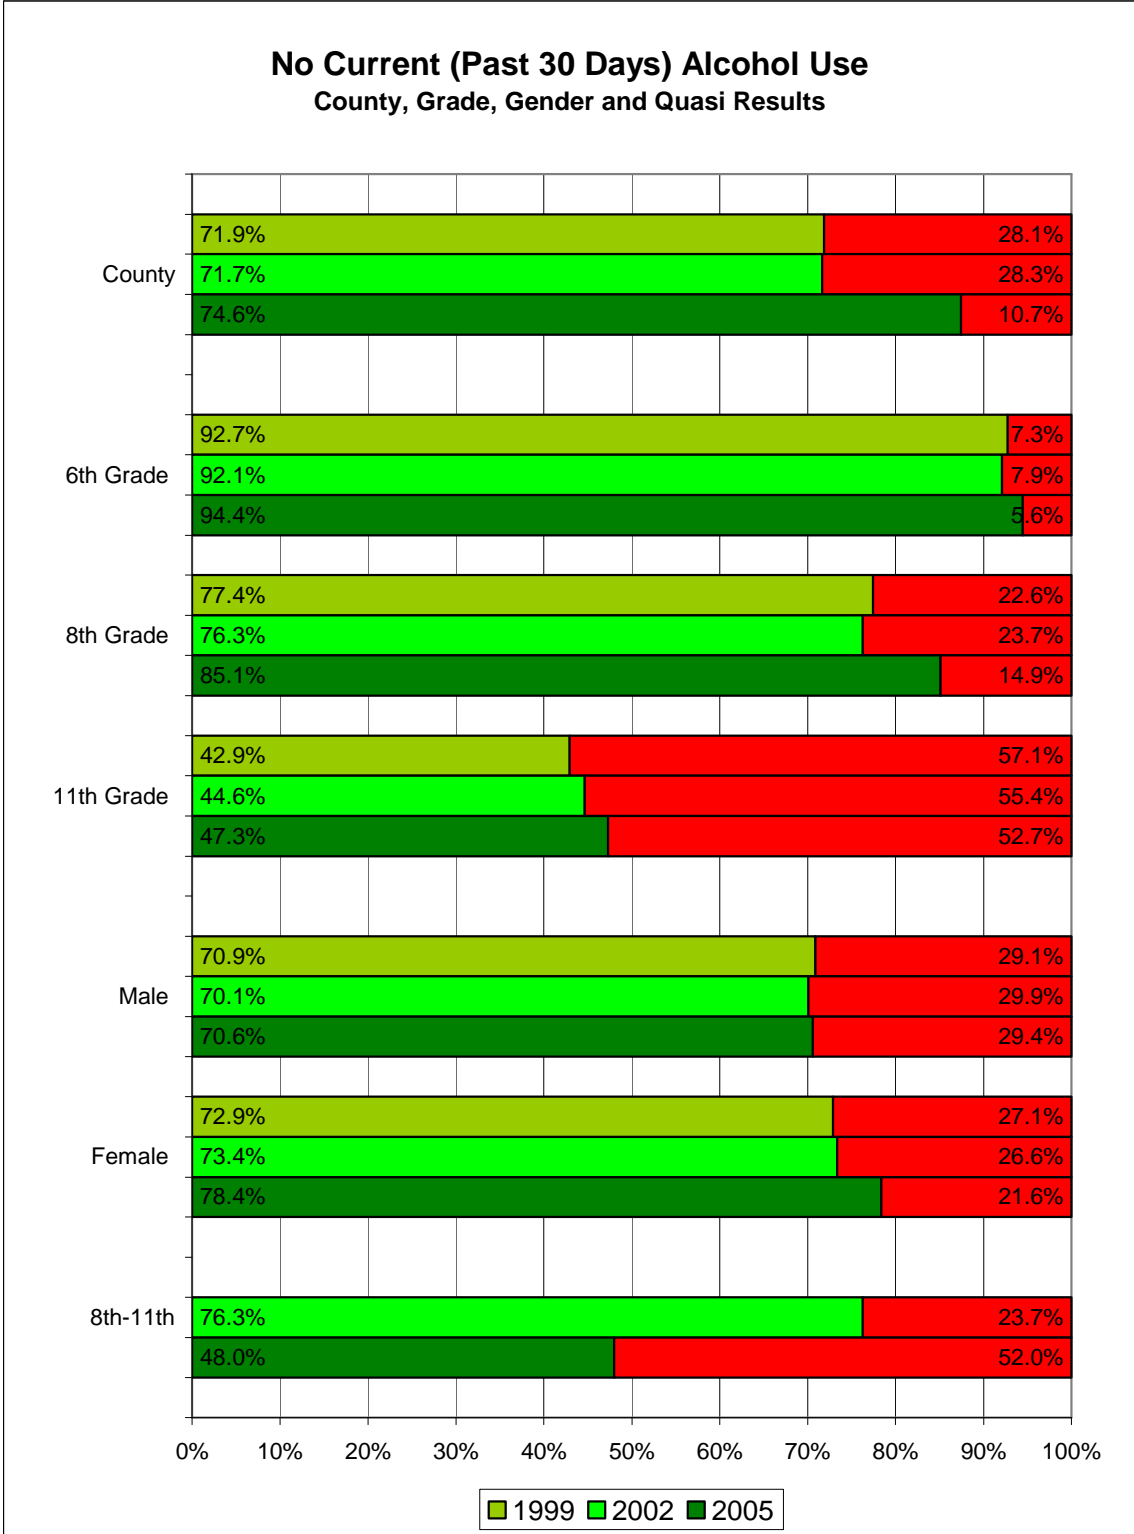 No Current (Past 30 Days) Alcohol Use
County, Grade, Gender and Quasi Results
71.9% 28.1%
County 71.7% 28.3%
74.6% 10.7%
92.7% 7.3%
6th Grade 92.1% 7.9%
94.4% 5.6%
77.4% 22.6%
8th Grade 76.3% 23.7%
85.1% 14.9%
42.9% 57.1%
11th Grade 44.6% 55.4%
47.3% 52.7%
70.9% 29.1%
Male 70.1% 29.9%
70.6% 29.4%
72.9% 27.1%
Female 73.4% 26.6%
78.4% 21.6%
8th-11th 76.3% 23.7%
48.0% 52.0%
0% 10% 20% 30% 40% 50% 60% 70% 80% 90% 100%
1999 2002 2005